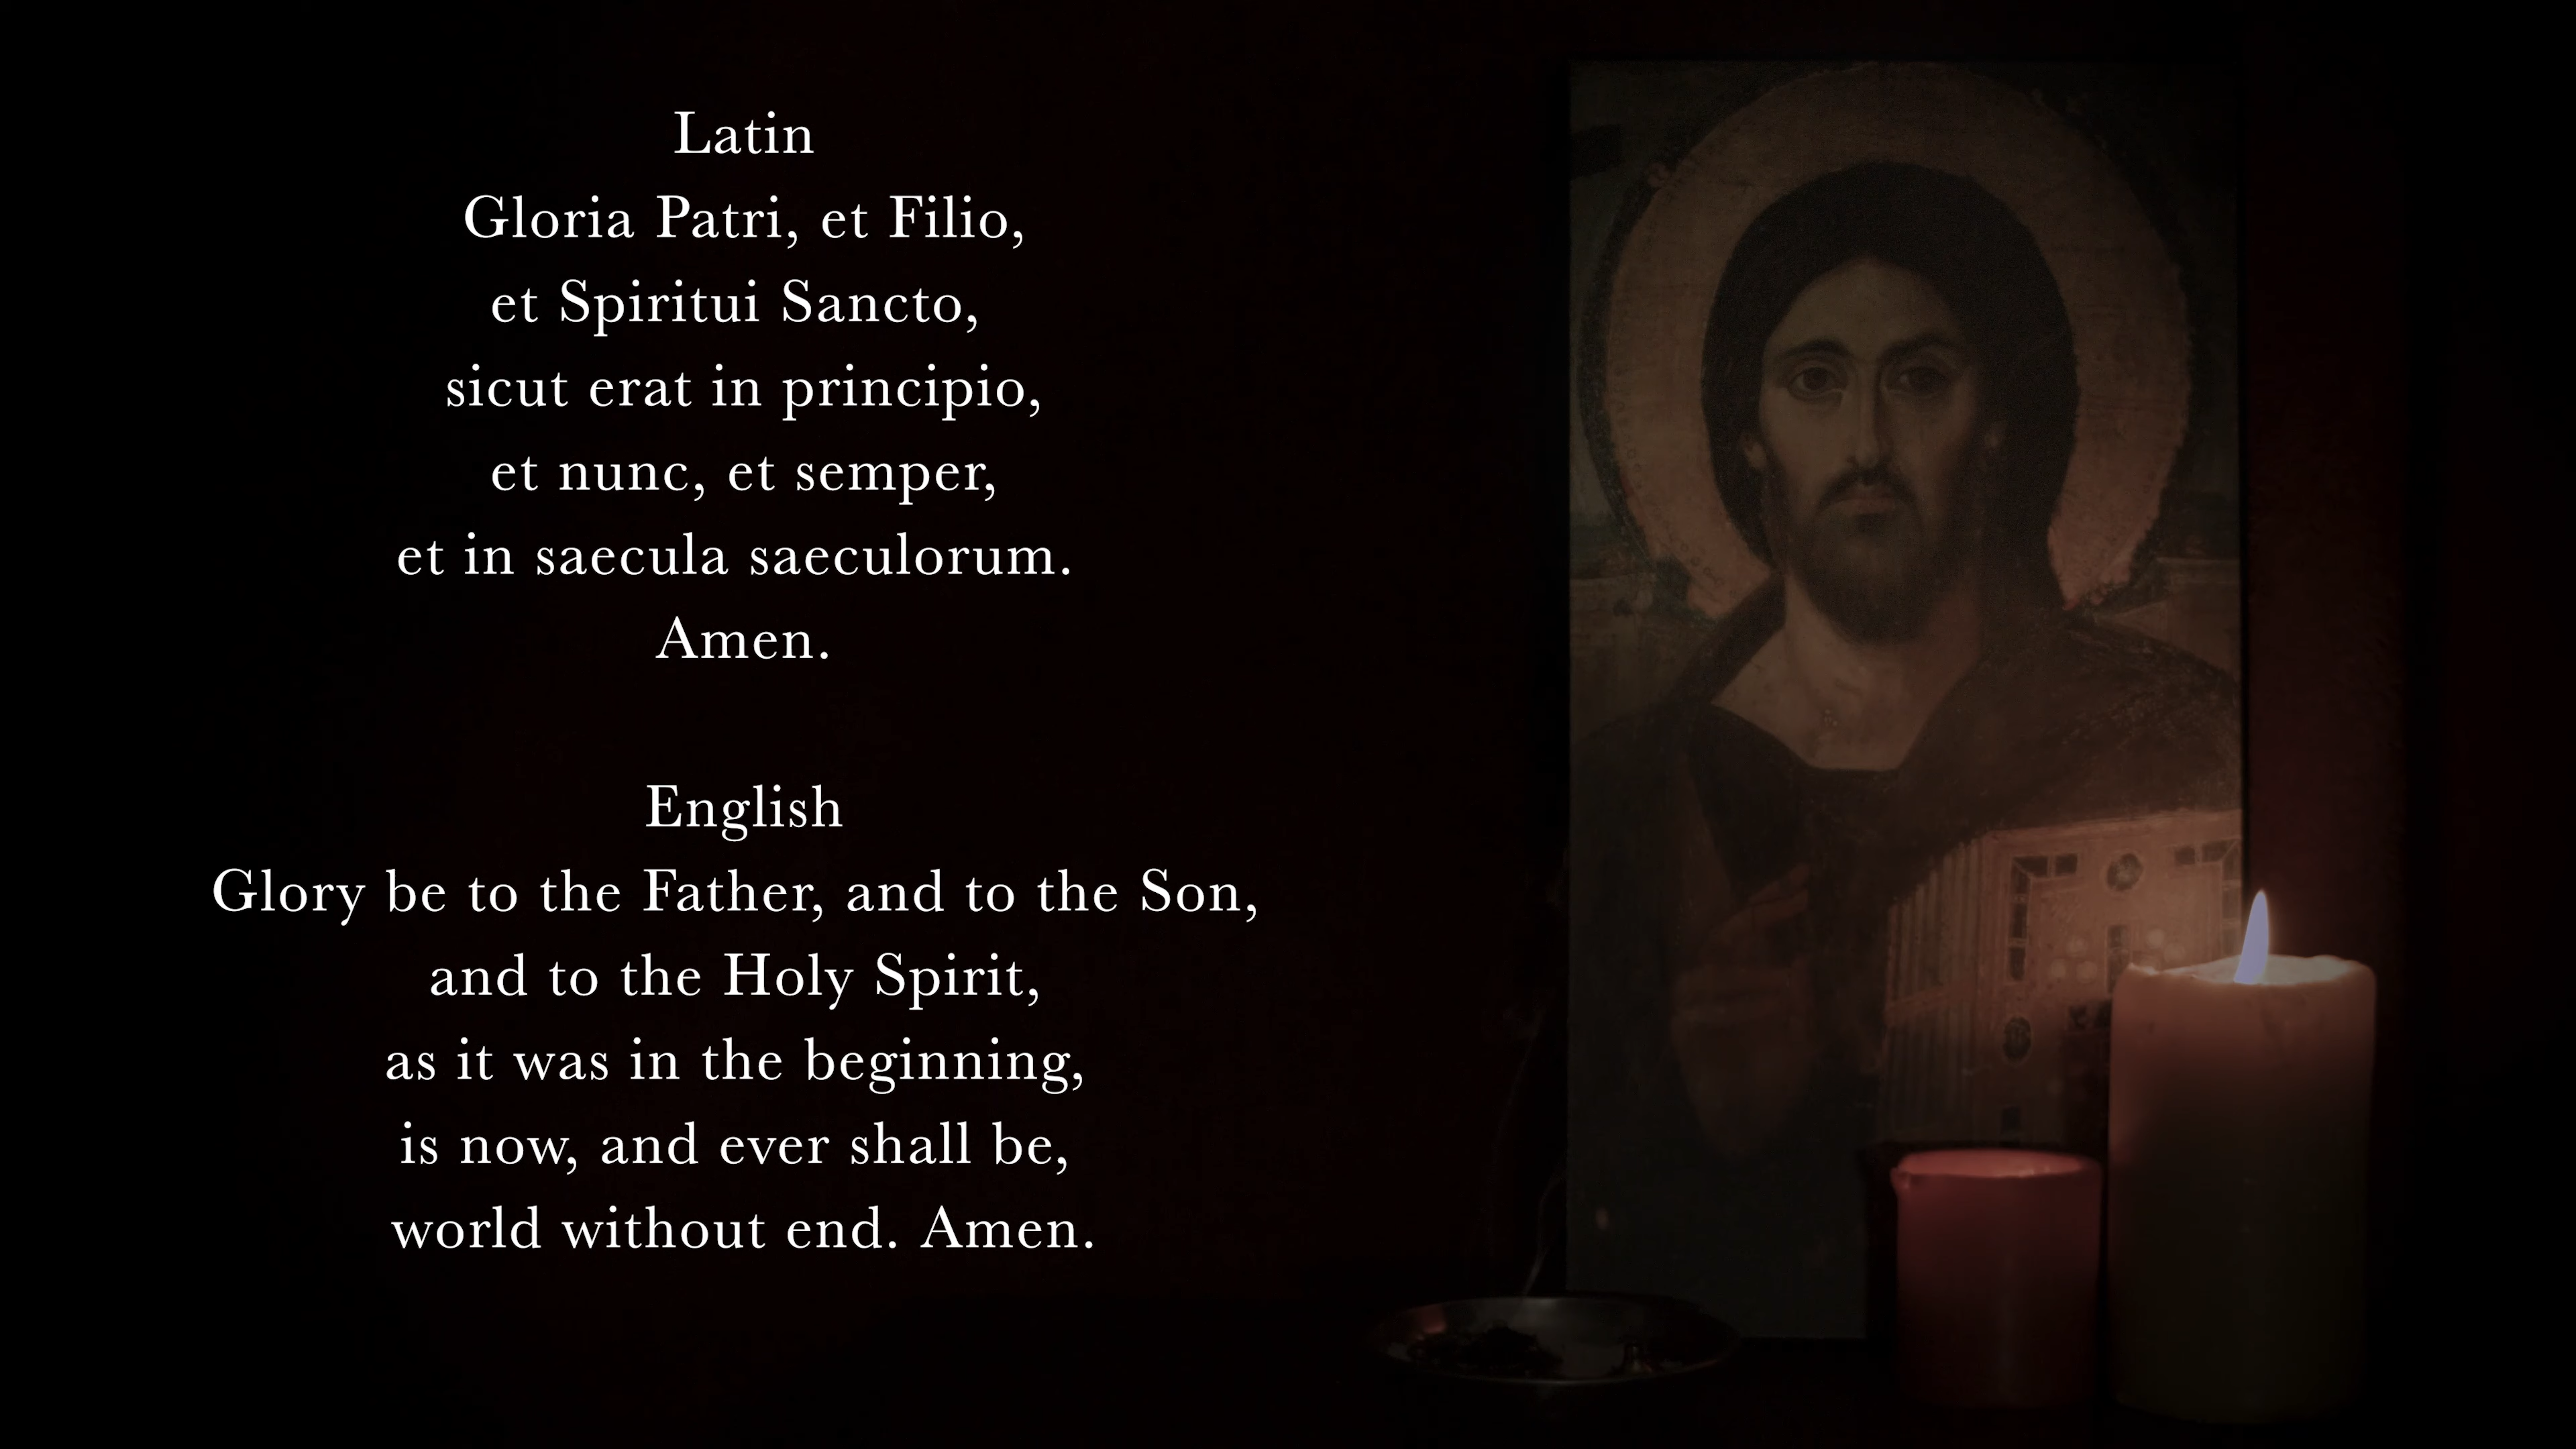 Latin
Gloria Patri, et Filio,
et Spiritui Sancto,
sicut erat in principio,
et nunc, et semper,
et in saecula saeculorum.
Amen.
English
Glory be to the Father, and to the Son,
and to the Holy Spirit,
as it was in the beginning,
is now, and ever shall be,
world without end. Amen.